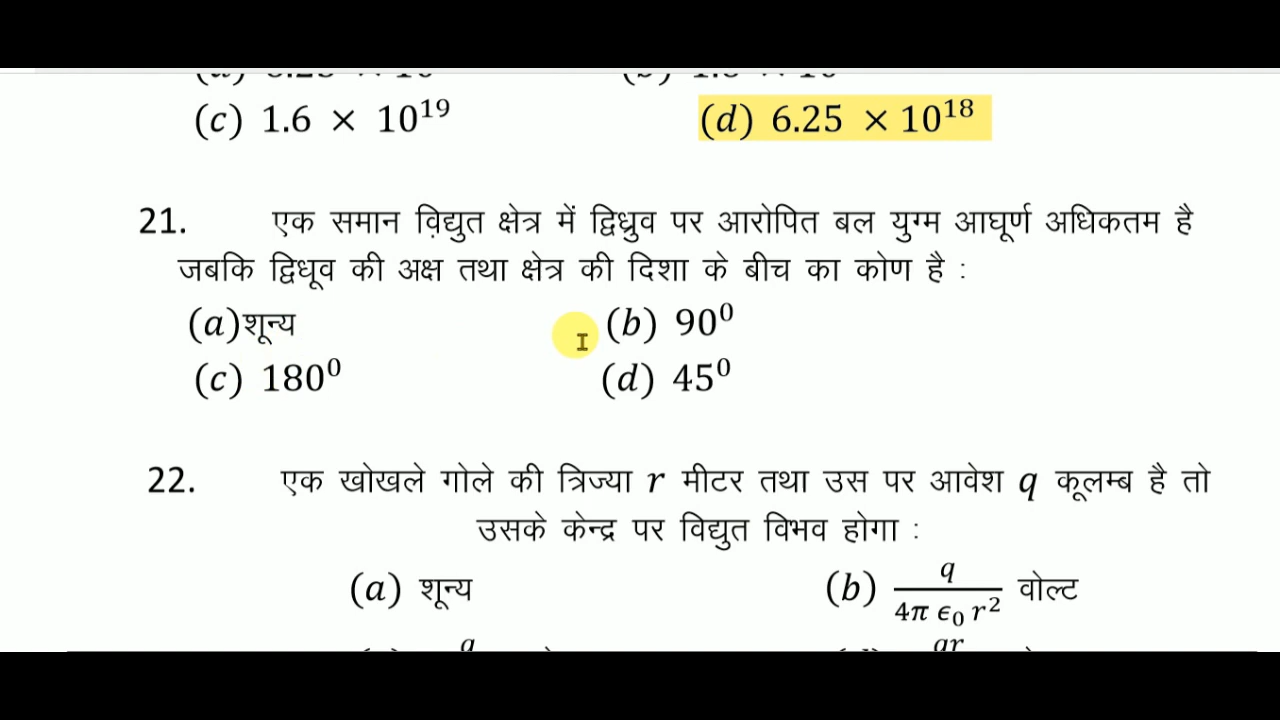 (c) 1.6 × 10¹⁹ (d) 6.25 × 10¹⁸
21. एक समान वि़द्युत क्षेत्र में द्विध्रुव पर आरोपित बल युग्म आघूर्ण अधिकतम है
जबकि द्विधूव की अक्ष तथा क्षेत्र की दिशा के बीच का कोण है :
(a)शून्य (b) 90⁰
(c) 180⁰ (d) 45⁰
22. एक खोखले गोले की त्रिज्या r मीटर तथा उस पर आवेश q कूलम्ब है तो
उसके केन्द्र पर विद्युत विभव होगा :
(a) शून्य (b) q / 4π ϵ₀ r² वोल्ट